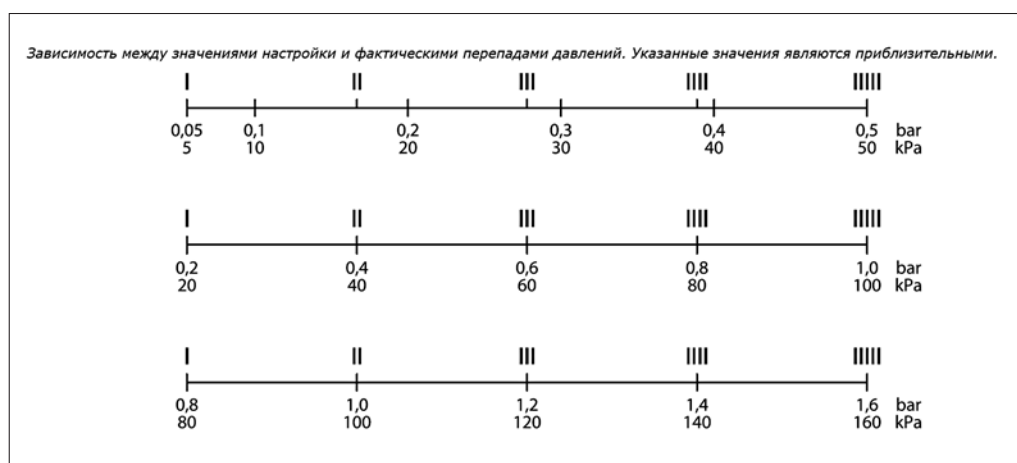 Зависимость между значениями настройки и фактическими перепадами давлений. Указанные значения являются приблизительными.
I II III IIII IIIII
0,05 0,1 0,2 0,3 0,4 0,5 bar
5 10 20 30 40 50 kPa
I II III IIII IIIII
0,2 0,4 0,6 0,8 1,0 bar
20 40 60 80 100 kPa
I II III IIII IIIII
0,8 1,0 1,2 1,4 1,6 bar
80 100 120 140 160 kPa